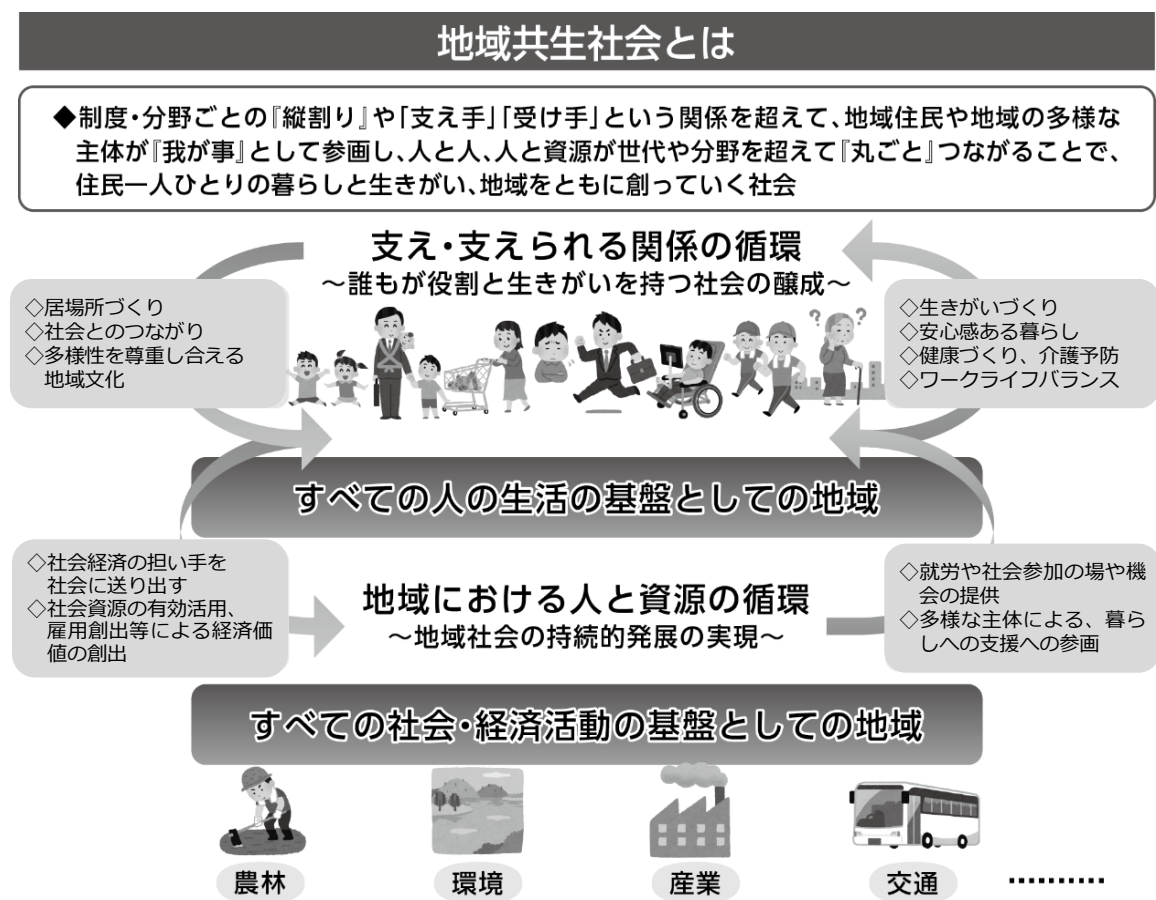 地域共生社会とは
◆制度・分野ごとの『縦割り』や「支え手」「受け手」という関係を超えて、地域住民や地域の多様な
主体が『我が事』として参画し、人と人、人と資源が世代や分野を超えて『丸ごと』つながることで、
住民一人ひとりの暮らしと生きがい、地域をともに創っていく社会
支え・支えられる関係の循環
～誰もが役割と生きがいを持つ社会の醸成～
◇居場所づくり
◇社会とのつながり
◇多様性を尊重し合える
地域文化
◇生きがいづくり
◇安心感ある暮らし
◇健康づくり、介護予防
◇ワークライフバランス
? ?
すべての人の生活の基盤としての地域
◇社会経済の担い手を
社会に送り出す
◇社会資源の有効活用、
雇用創出等による経済価
値の創出
地域における人と資源の循環
～地域社会の持続的発展の実現～
◇就労や社会参加の場や機
会の提供
◇多様な主体による、暮ら
しへの支援への参画
すべての社会・経済活動の基盤としての地域
農林
環境
産業
交通
⋯⋯⋯⋯